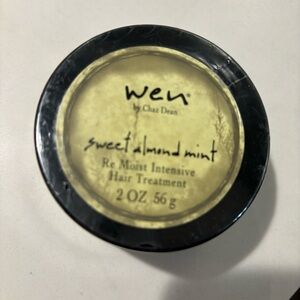 wen®
by Chaz Dean
sweet almond mint
Re Moist Intensive
Hair Treatment
2 OZ 56 g